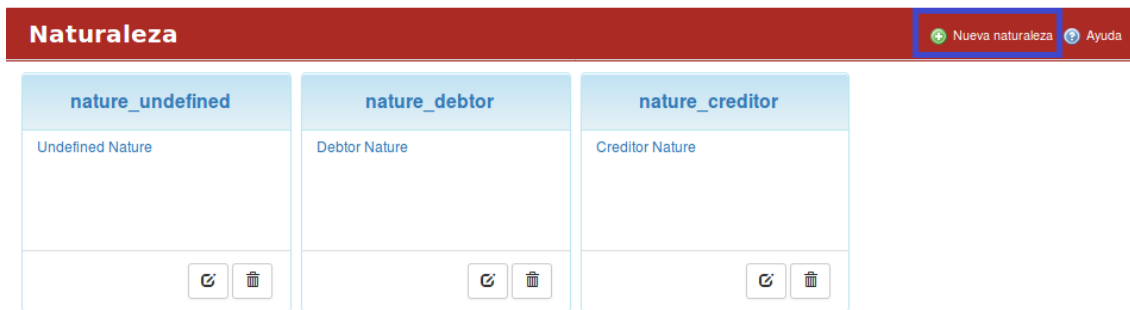 Naturaleza
Nueva naturaleza Ayuda
nature_undefined nature_debtor nature_creditor
Undefined Nature Debtor Nature Creditor Nature